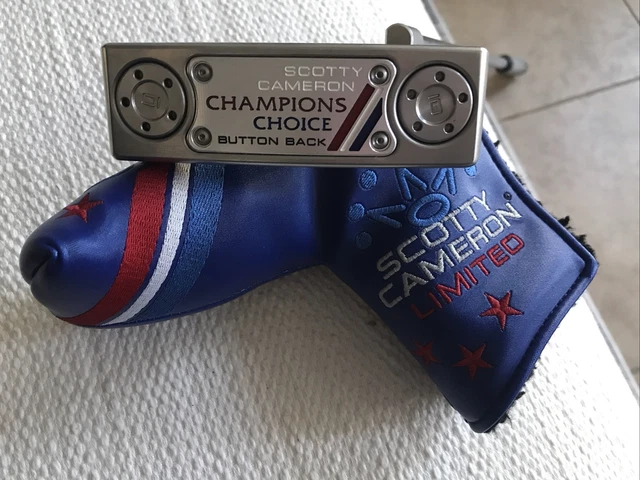 SCOTTY
CAMERON
CHAMPIONS
CHOICE
BUTTON BACK
SCOTTY
CAMERON
LIMITED